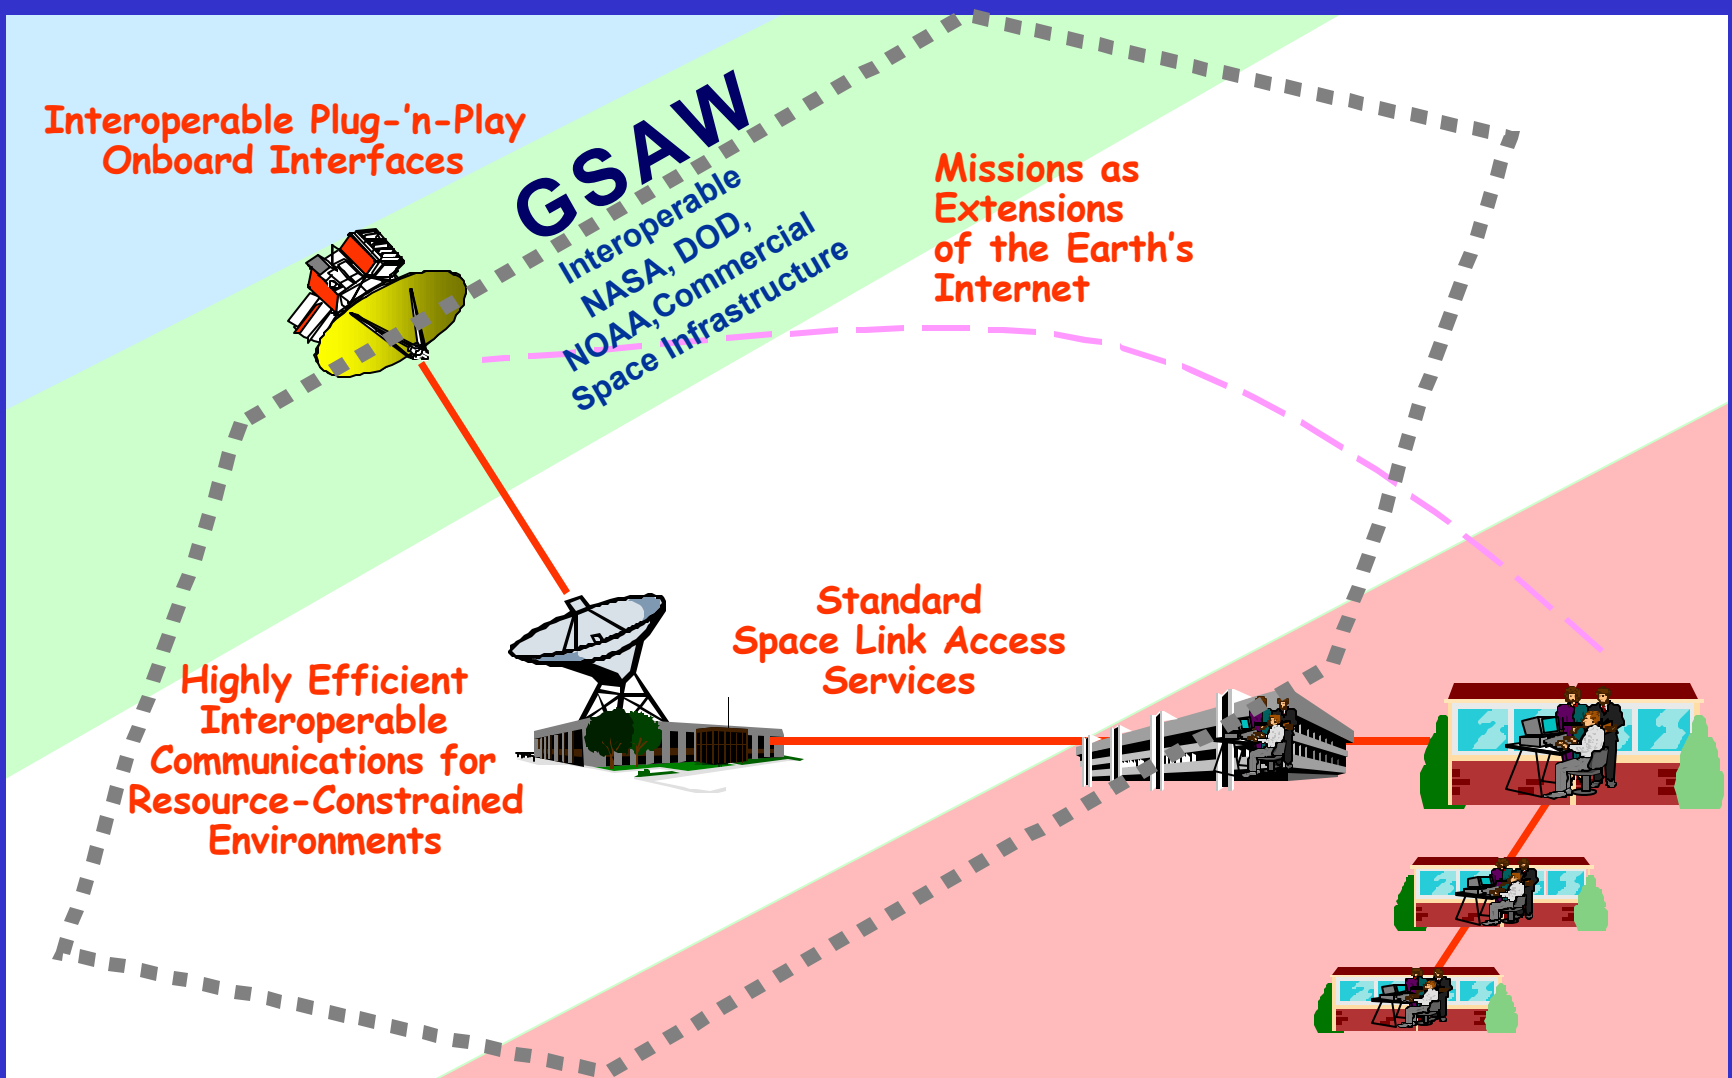 Interoperable Plug-'n-Play
Onboard Interfaces
GSAW
Interoperable
NASA, DOD,
NOAA,Commercial
Space Infrastructure
Missions as
Extensions
of the Earth's
Internet
Standard
Space Link Access
Services
Highly Efficient
Interoperable
Communications for
Resource-Constrained
Environments